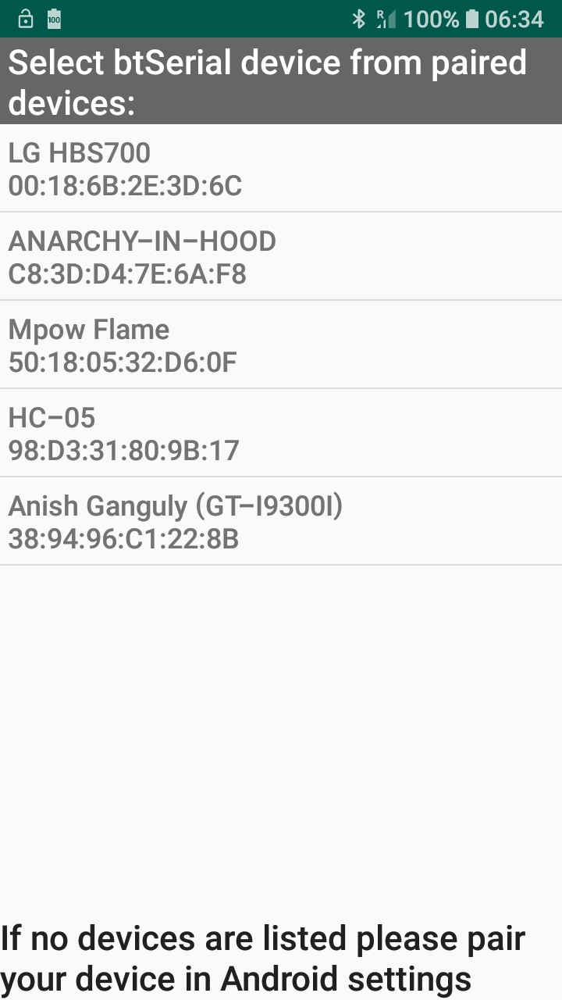 100 R 100% 06:34
Select btSerial device from paired
devices:
LG HBS700
00:18:6B:2E:3D:6C
ANARCHY–IN–HOOD
C8:3D:D4:7E:6A:F8
Mpow Flame
50:18:05:32:D6:0F
HC–05
98:D3:31:80:9B:17
Anish Ganguly (GT–I9300I)
38:94:96:C1:22:8B
If no devices are listed please pair
your device in Android settings